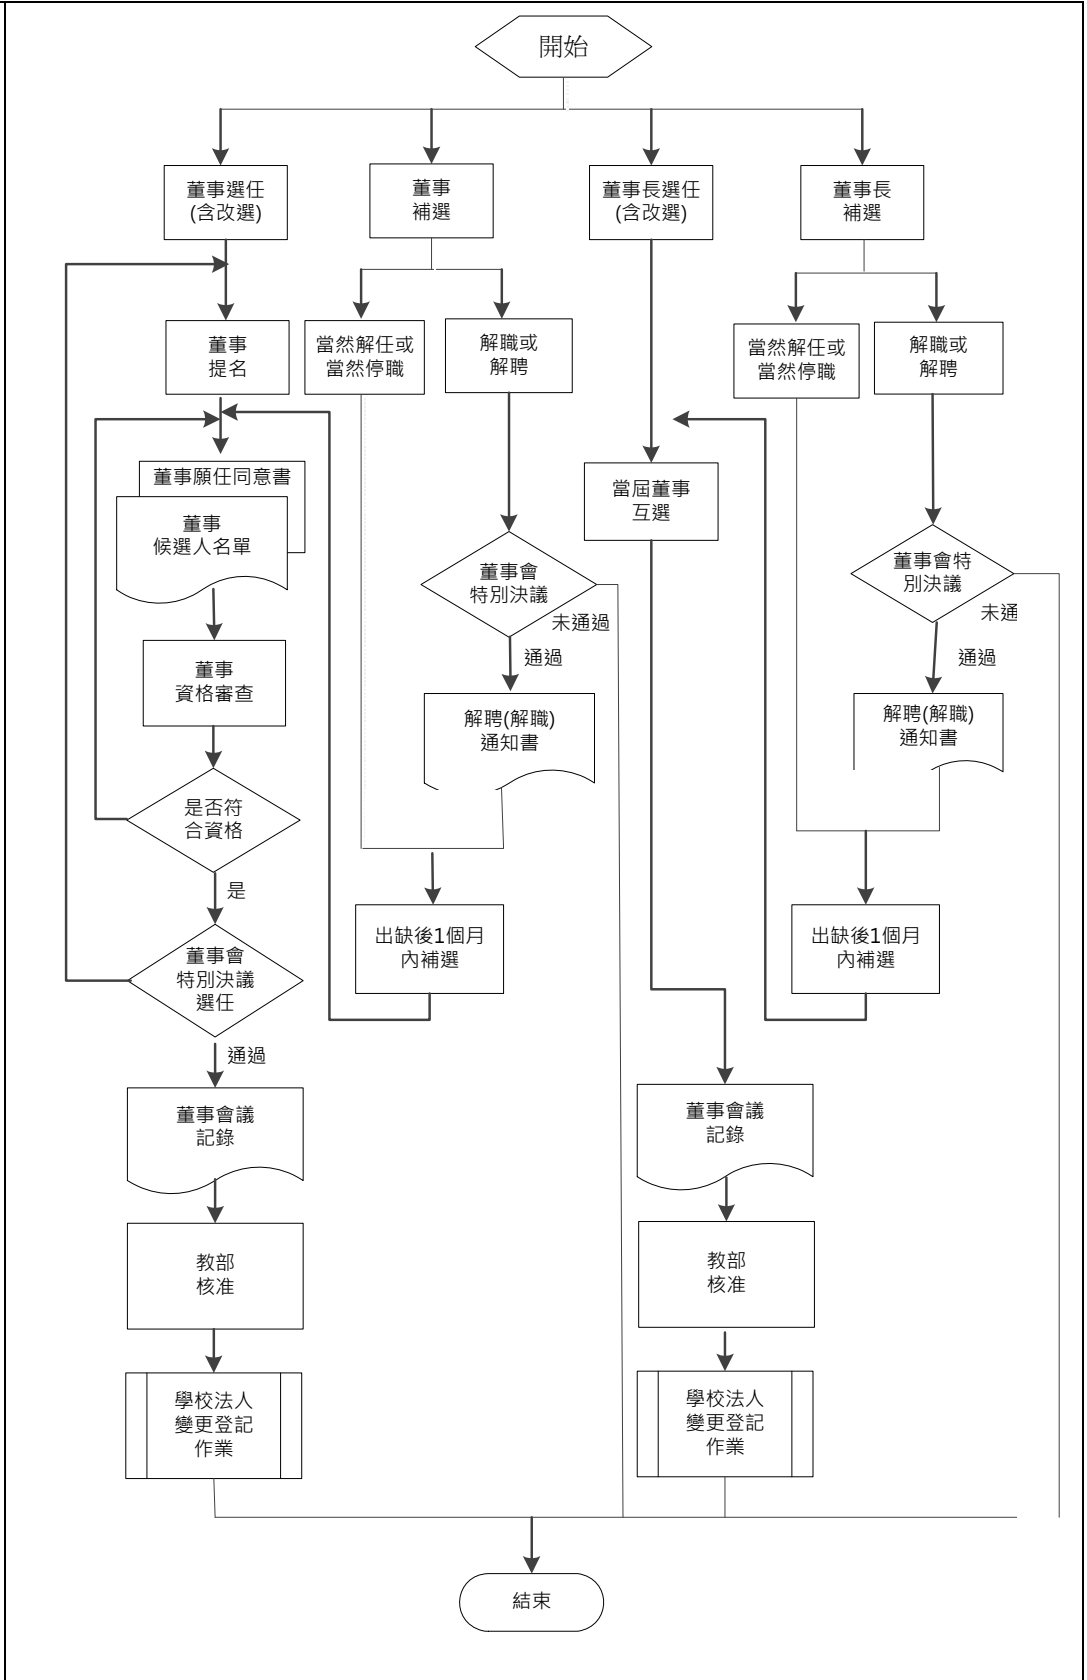 開始
董事選任
(含改選)
董事
補選
董事長選任
(含改選)
董事長
補選
董事
提名
當然解任或
當然停職
解職或
解聘
當然解任或
當然停職
解職或
解聘
董事願任同意書
董事
候選人名單
當屆董事
互選
董事會
特別決議
未通過
通過
董事會特
別決議
未通
通過
董事
資格審查
解聘(解職)
通知書
解聘(解職)
通知書
是否符
合資格
是
出缺後1個月
內補選
出缺後1個月
內補選
董事會
特別決議
選任
通過
董事會議
記錄
董事會議
記錄
教部
核准
教部
核准
學校法人
變更登記
作業
學校法人
變更登記
作業
結束